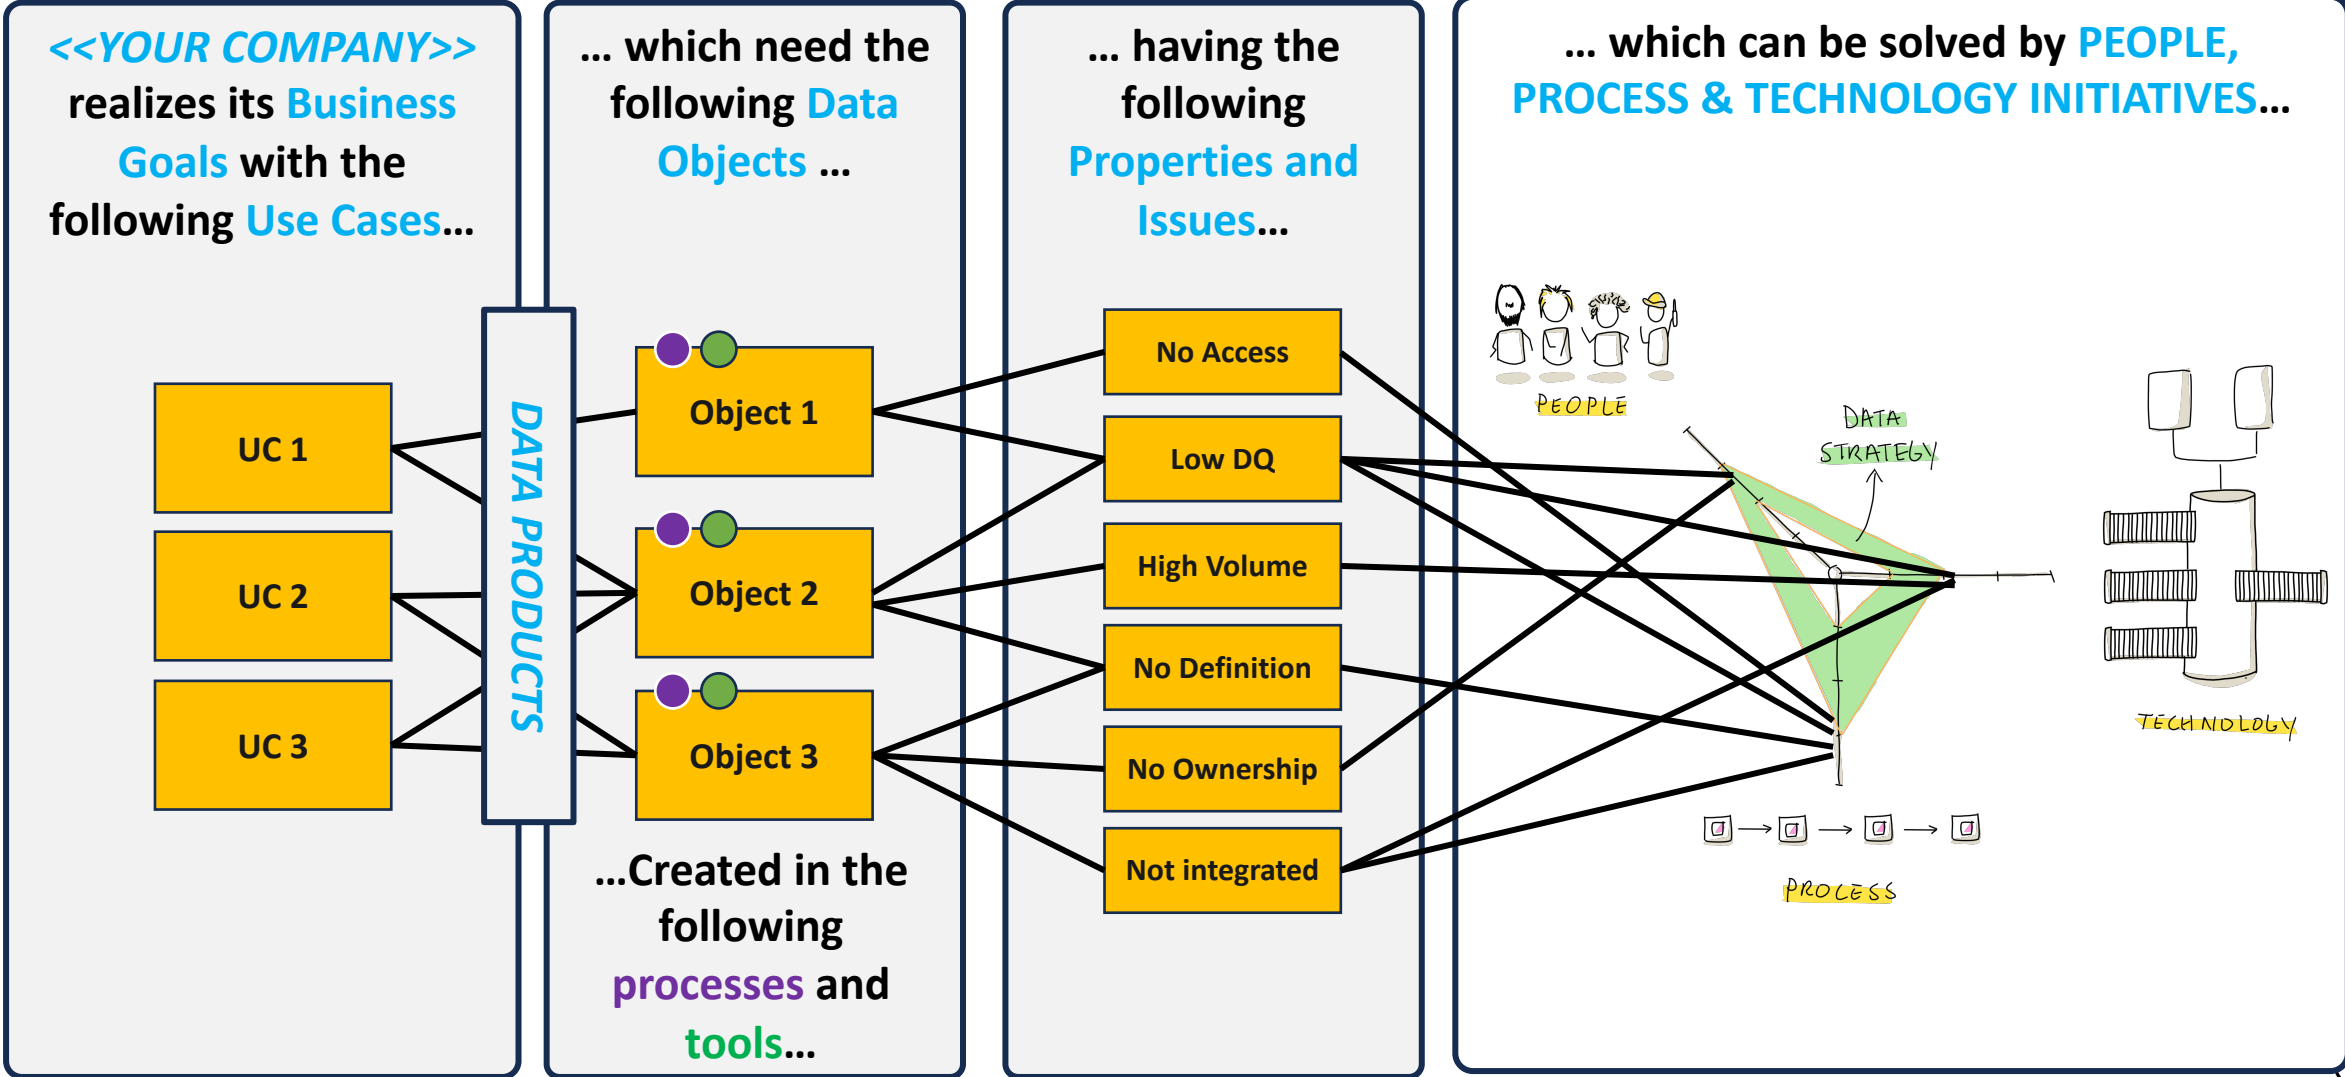 <<YOUR COMPANY>>
realizes its Business
Goals with the
following Use Cases...
UC 1
UC 2
UC 3
DATA PRODUCTS
... which need the
following Data
Objects ...
Object 1
Object 2
Object 3
...Created in the
following
processes and
tools...
... having the
following
Properties and
Issues...
No Access
Low DQ
High Volume
No Definition
No Ownership
Not integrated
... which can be solved by PEOPLE,
PROCESS & TECHNOLOGY INITIATIVES...
PEOPLE
DATA
STRATEGY
TECHNOLOGY
PROCESS